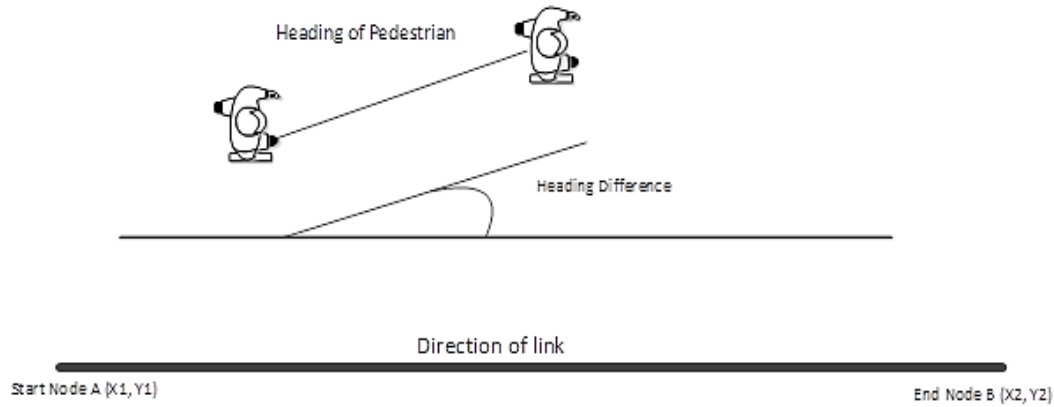 Heading of Pedestrian
Heading Difference
Direction of link
Start Node A (X1, Y1)
End Node B (X2, Y2)